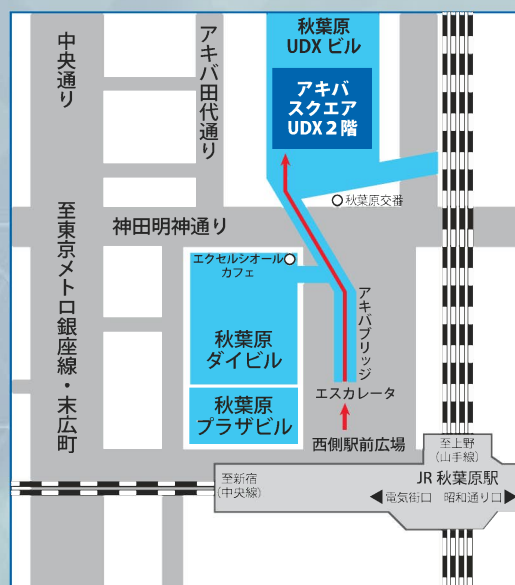 中央通り
アキバ田代通り
秋葉原
UDX ビル
アキバ
スクエア
UDX 2 階
秋葉原交番
至東京メトロ銀座線・末広町
神田明神通り
エクセルシオール
カフェ
アキバブリッジ
秋葉原
ダイビル
エスカレータ
秋葉原
プラザビル
西側駅前広場
至上野
(山手線)
至新宿
(中央線)
JR 秋葉原駅
電気街口 昭和通り口